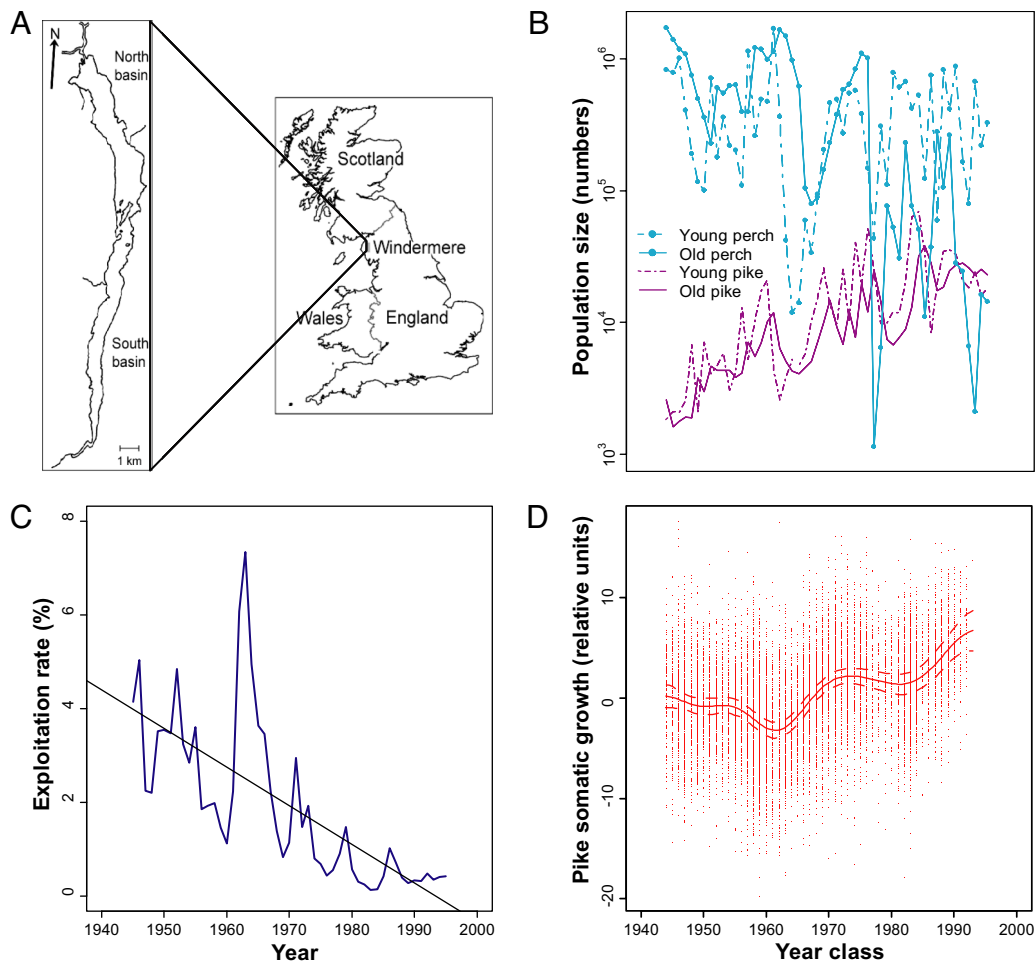 A
N
North
basin
South
basin
1 km
Scotland
Windermere
Wales
England
B
Population size (numbers)
10^6
10^5
10^4
10^3
Young perch
Old perch
Young pike
Old pike
C
Exploitation rate (%)
8
6
4
2
0
1940 1950 1960 1970 1980 1990 2000
Year
D
Pike somatic growth (relative units)
10
0
-10
-20
1940 1950 1960 1970 1980 1990 2000
Year class